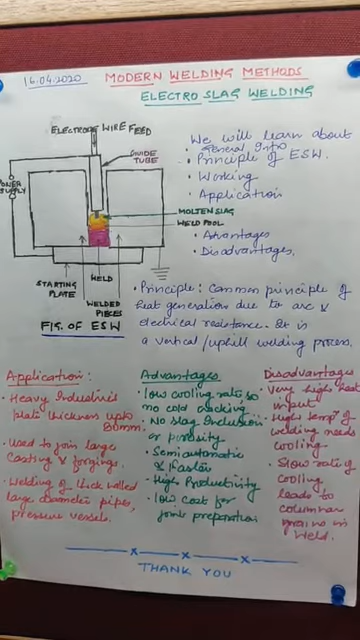 16.04.2020
MODERN WELDING METHODS
ELECTRO SLAG WELDING
ELECTRODE WIRE FEED
GUIDE
TUBE
POWER
SUPPLY
MOLTEN SLAG
WELD POOL
STARTING
PLATE
WELD
WELDED
PIECES
FIG. OF ESW
We will learn about
General Info
• Principle of ESW.
• Working
• Application
• Advantages
• Disadvantages.
• Principle: Common principle of
heat generation due to arc &
electrical resistance. It is
a vertical/uphill welding process.
Application:
• Heavy Industries
plate thickness upto
80mm.
• Used to join large
casting & forgings.
• Welding of thick walled
large diameter pipes,
pressure vessels.
Advantages
• low cooling rate so
no cold cracking
• No slag Inclusion
or porosity
• Semiautomatic
& Faster
• High Productivity
• low cost for
joint preparation
Disadvantages
• Very high heat
input
• High temp of
welding needs
cooling
• Slow rate of
cooling
leads to
columnar
grains in
weld.
THANK YOU